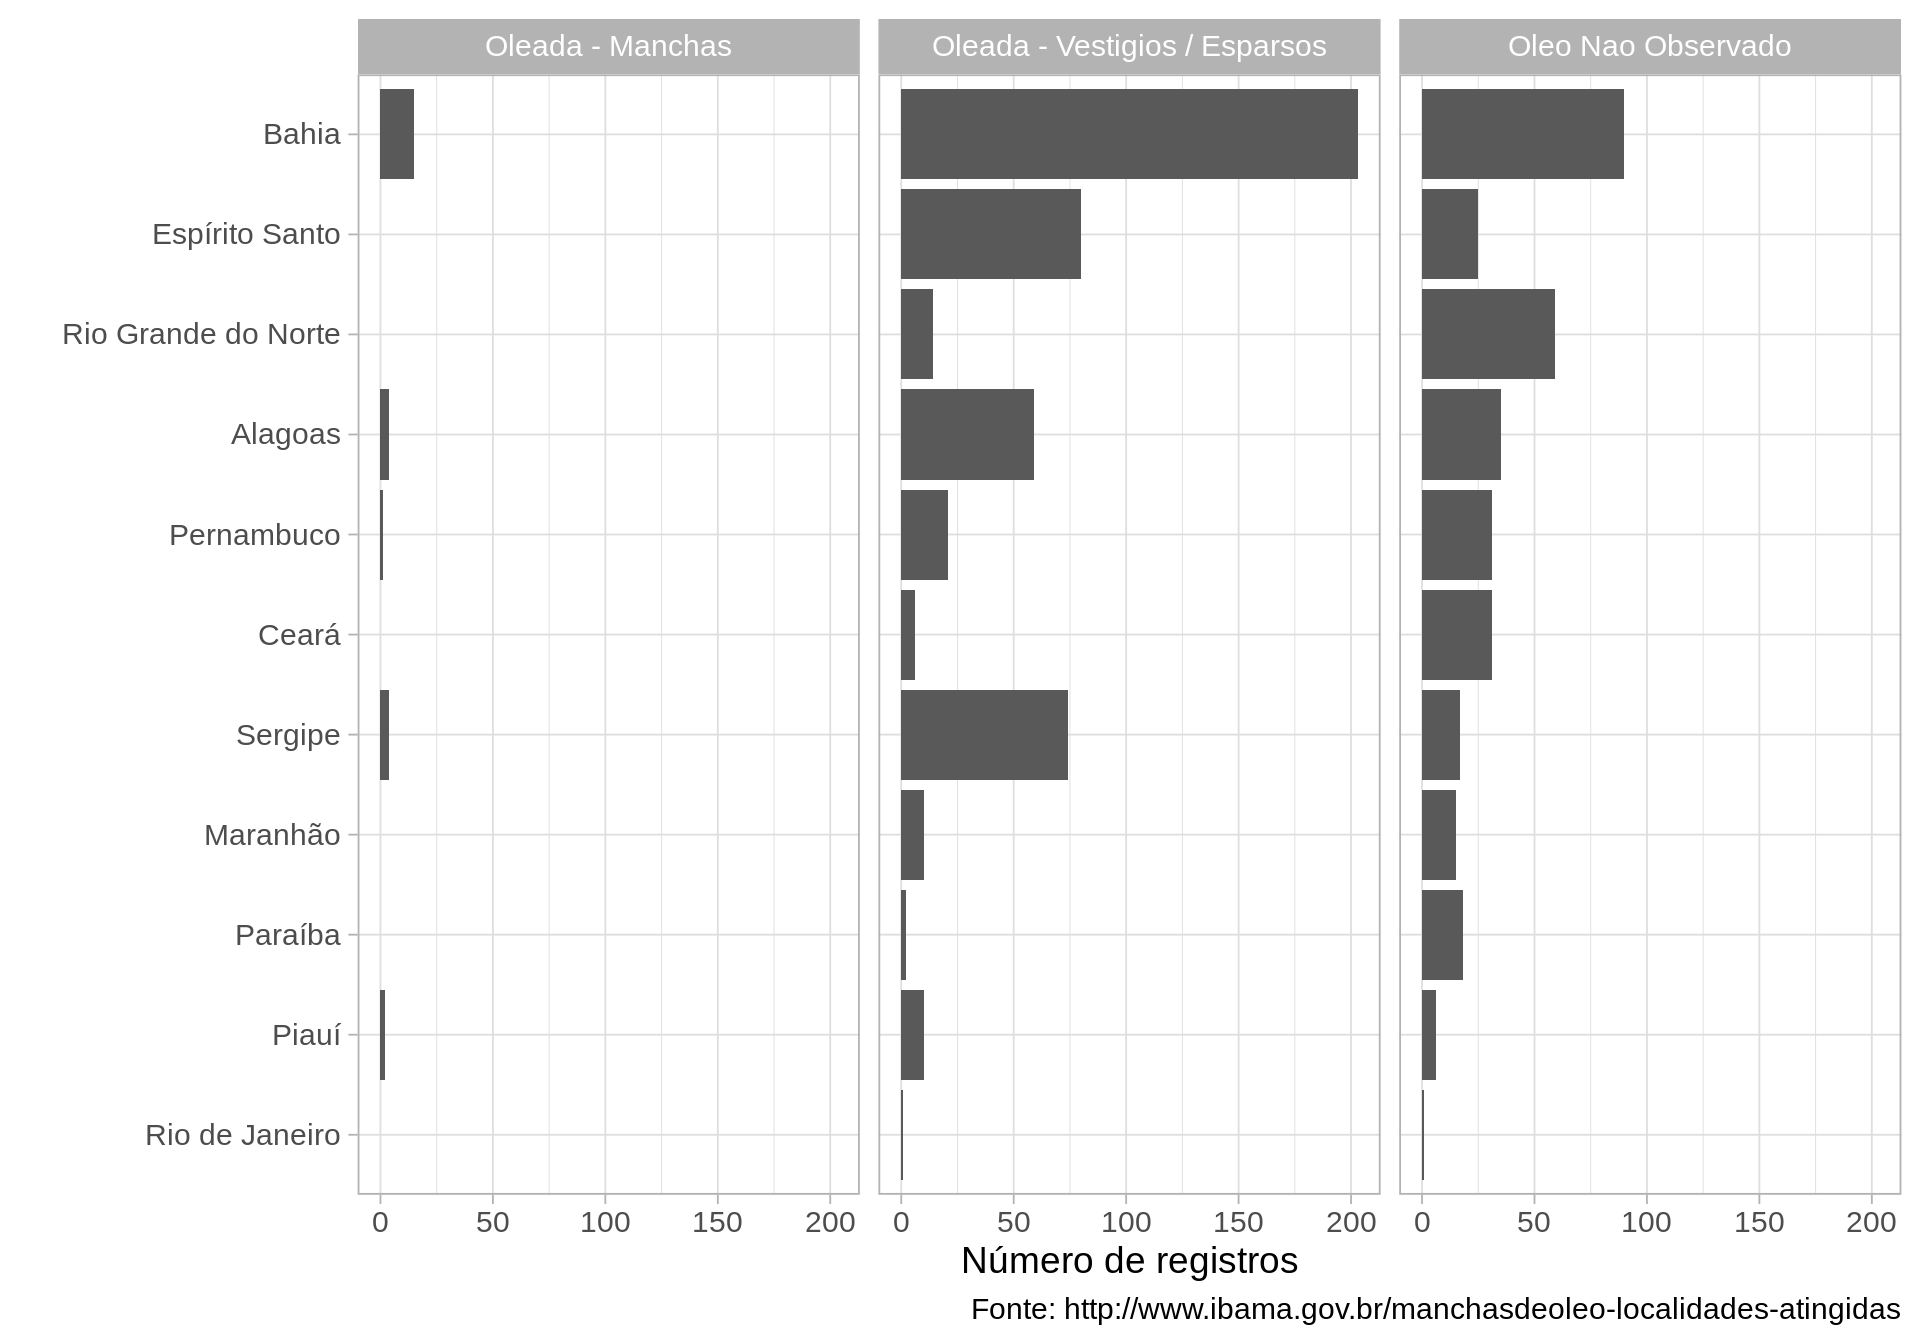 Oleada - Manchas
Oleada - Vestigios / Esparsos
Oleo Nao Observado
Bahia
Espírito Santo
Rio Grande do Norte
Alagoas
Pernambuco
Ceará
Sergipe
Maranhão
Paraíba
Piauí
Rio de Janeiro
0 50 100 150 200
0 50 100 150 200
0 50 100 150 200
Número de registros
Fonte: http://www.ibama.gov.br/manchasdeoleo-localidades-atingidas